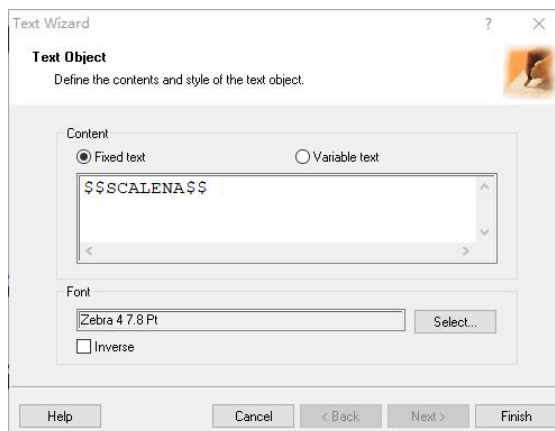 Text Wizard
Text Object
Define the contents and style of the text object.
Content
Fixed text Variable text
$$SCALENA$$
Font
Zebra 4 7.8 Pt Select...
Inverse
Help Cancel < Back Next > Finish